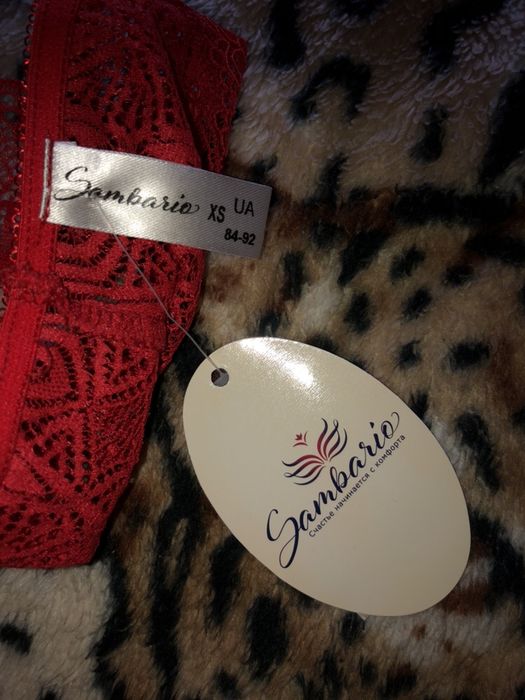 Sambario XS UA
84-92
Sambario
Счастье начинается с комфорта